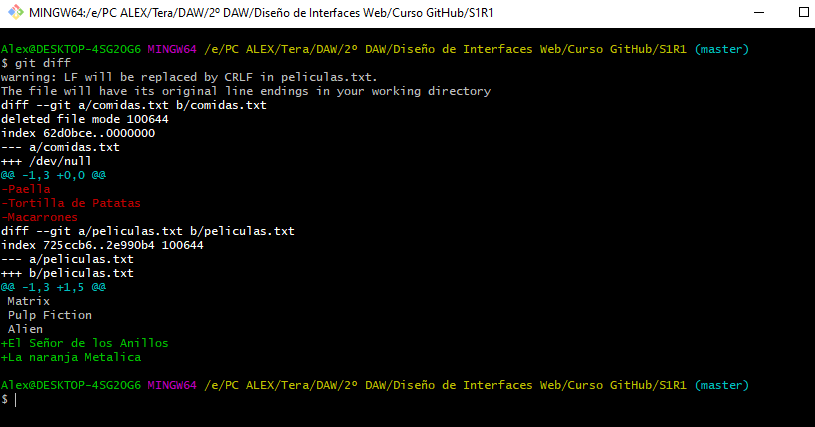 MINGW64:/e/PC ALEX/Tera/DAW/2º DAW/Diseño de Interfaces Web/Curso GitHub/S1R1
Alex@DESKTOP-4SG2OG6 MINGW64 /e/PC ALEX/Tera/DAW/2º DAW/Diseño de Interfaces Web/Curso GitHub/S1R1 (master)
$ git diff
warning: LF will be replaced by CRLF in peliculas.txt.
The file will have its original line endings in your working directory
diff --git a/comidas.txt b/comidas.txt
deleted file mode 100644
index 62d0bce..0000000
--- a/comidas.txt
+++ /dev/null
@@ -1,3 +0,0 @@
-Paella
-Tortilla de Patatas
-Macarrones
diff --git a/peliculas.txt b/peliculas.txt
index 725ccb6..2e990b4 100644
--- a/peliculas.txt
+++ b/peliculas.txt
@@ -1,3 +1,5 @@
 Matrix
 Pulp Fiction
 Alien
+El Señor de los Anillos
+La naranja Metalica
Alex@DESKTOP-4SG2OG6 MINGW64 /e/PC ALEX/Tera/DAW/2º DAW/Diseño de Interfaces Web/Curso GitHub/S1R1 (master)
$